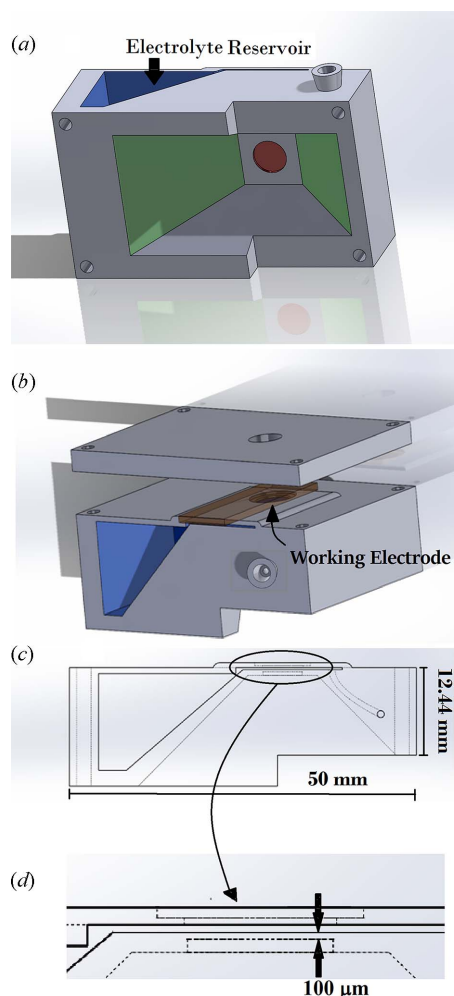 (a)
Electrolyte Reservoir
(b)
Working Electrode
(c)
12.44 mm
50 mm
(d)
100 μm